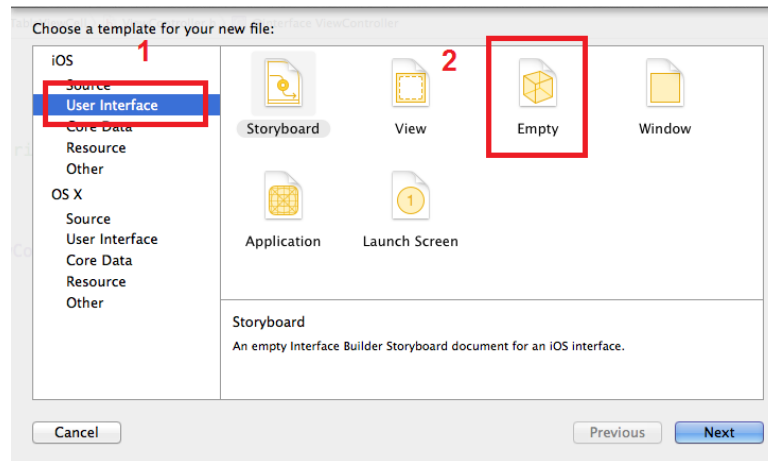 Choose a template for your new file:
1
iOS
Source
User Interface
Core Data
Resource
Other
OS X
Source
User Interface
Core Data
Resource
Other
2
Storyboard
View
Empty
Window
Application
1
Launch Screen
Storyboard
An empty Interface Builder Storyboard document for an iOS interface.
Cancel
Previous
Next